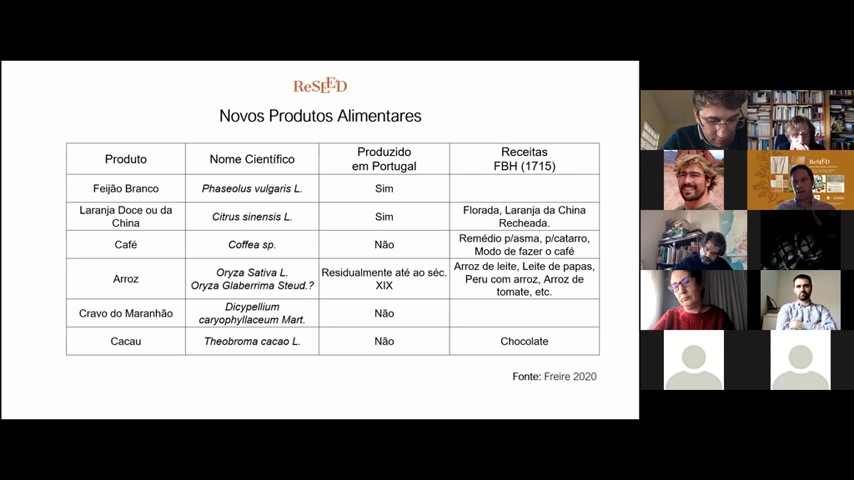 ReSEED
Novos Produtos Alimentares
Produto Nome Científico Produzido em Portugal Receitas FBH (1715)
Feijão Branco Phaseolus vulgaris L. Sim
Laranja Doce ou da China Citrus sinensis L. Sim Florada, Laranja da China Recheada.
Café Coffea sp. Não Remédio p/asma, p/catarro, Modo de fazer o café
Arroz Oryza Sativa L. Oryza Glaberrima Steud.? Residualmente até ao séc. XIX Arroz de leite, Leite de papas, Peru com arroz, Arroz de tomate, etc.
Cravo do Maranhão Dicypellium caryophyllaceum Mart. Não
Cacau Theobroma cacao L. Não Chocolate
Fonte: Freire 2020
ReSEED